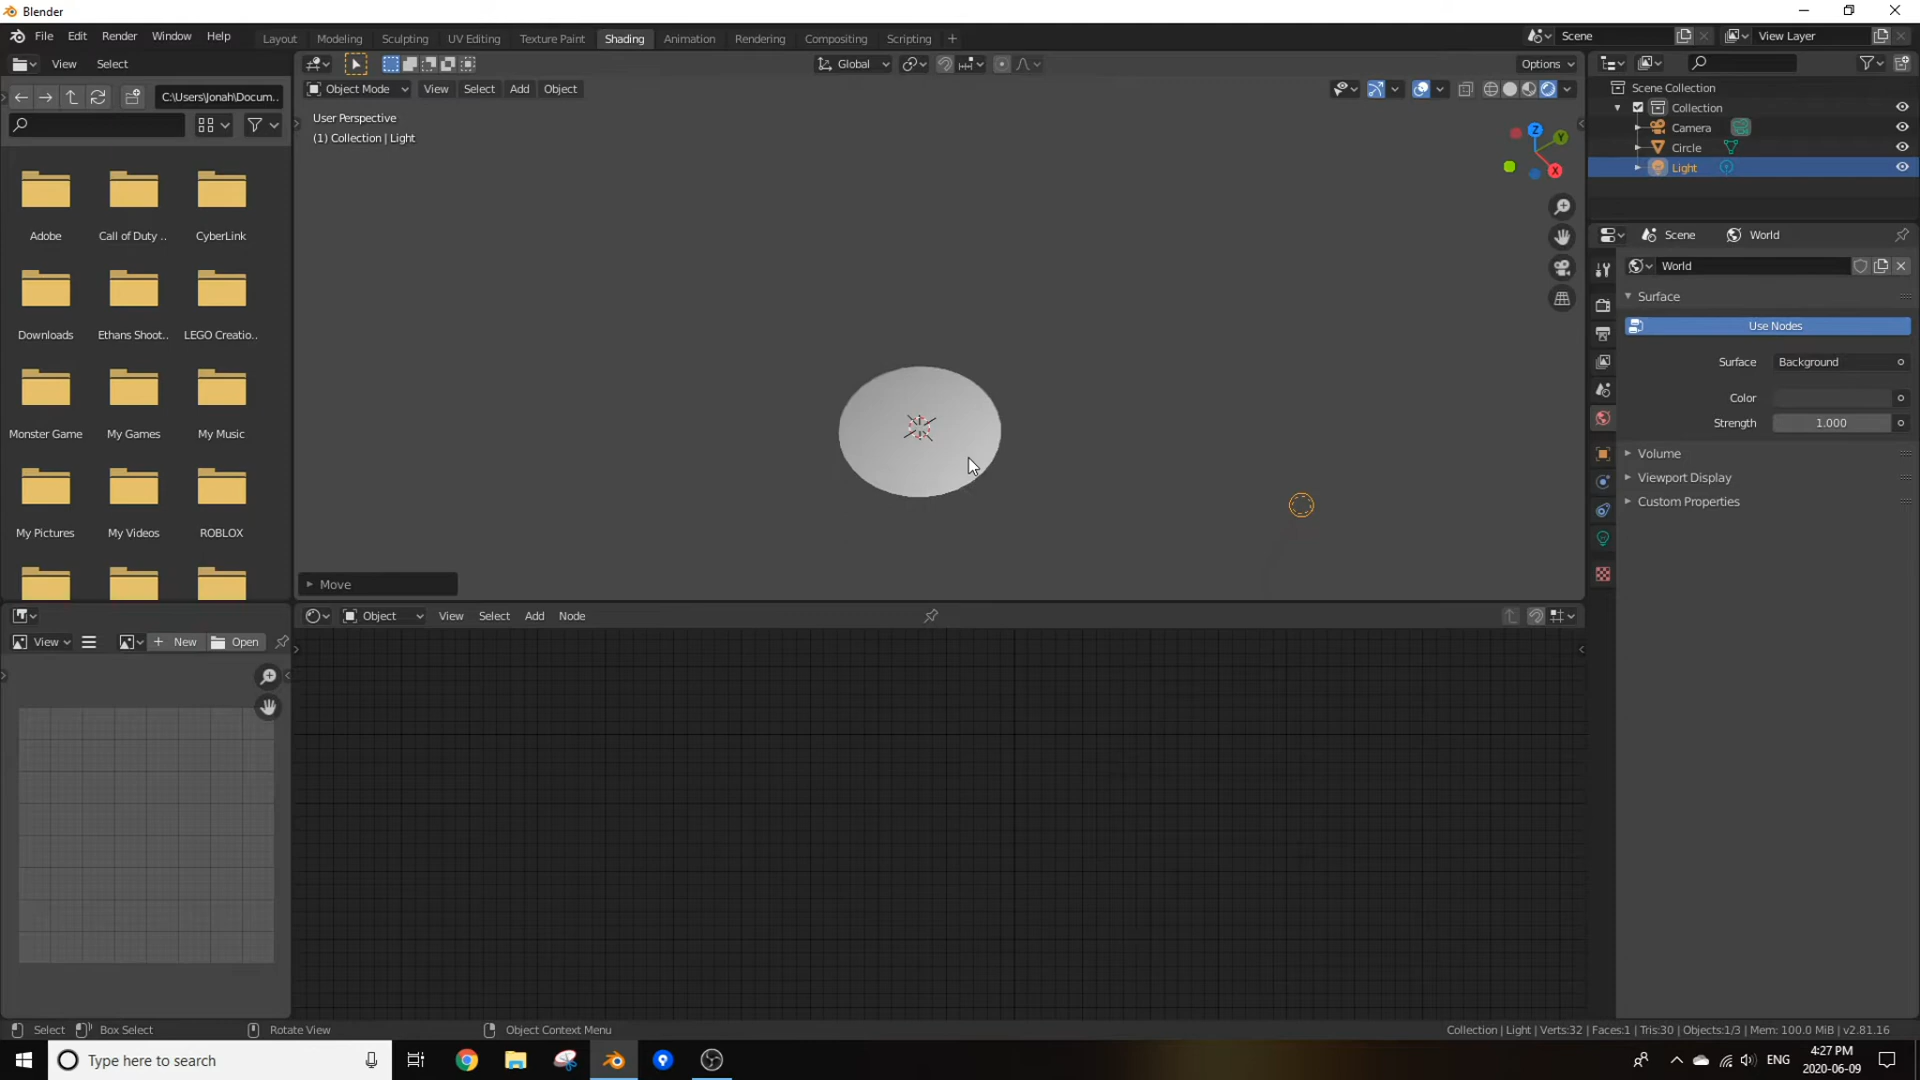 Blender
File Edit Render Window Help
Layout Modeling Sculpting UV Editing Texture Paint Shading Animation Rendering Compositing Scripting
Scene
View Layer
View Select
Global
Options
C:\Users\Jonah\Docum..
Object Mode View Select Add Object
User Perspective
(1) Collection | Light
Z Y X
Adobe
Call of Duty ..
CyberLink
Downloads
Ethans Shoot..
LEGO Creatio..
Monster Game
My Games
My Music
My Pictures
My Videos
ROBLOX
Move
Scene Collection
Collection
Camera
Circle
Light
Scene World
World
Surface
Use Nodes
Surface Background
Color
Strength 1.000
Volume
Viewport Display
Custom Properties
Object View Select Add Node
View New Open
Select Box Select Rotate View Object Context Menu
Collection | Light | Verts:32 | Faces:1 | Tris:30 | Objects:1/3 | Mem: 100.0 MiB | v2.81.16
Type here to search
ENG
4:27 PM
2020-06-09